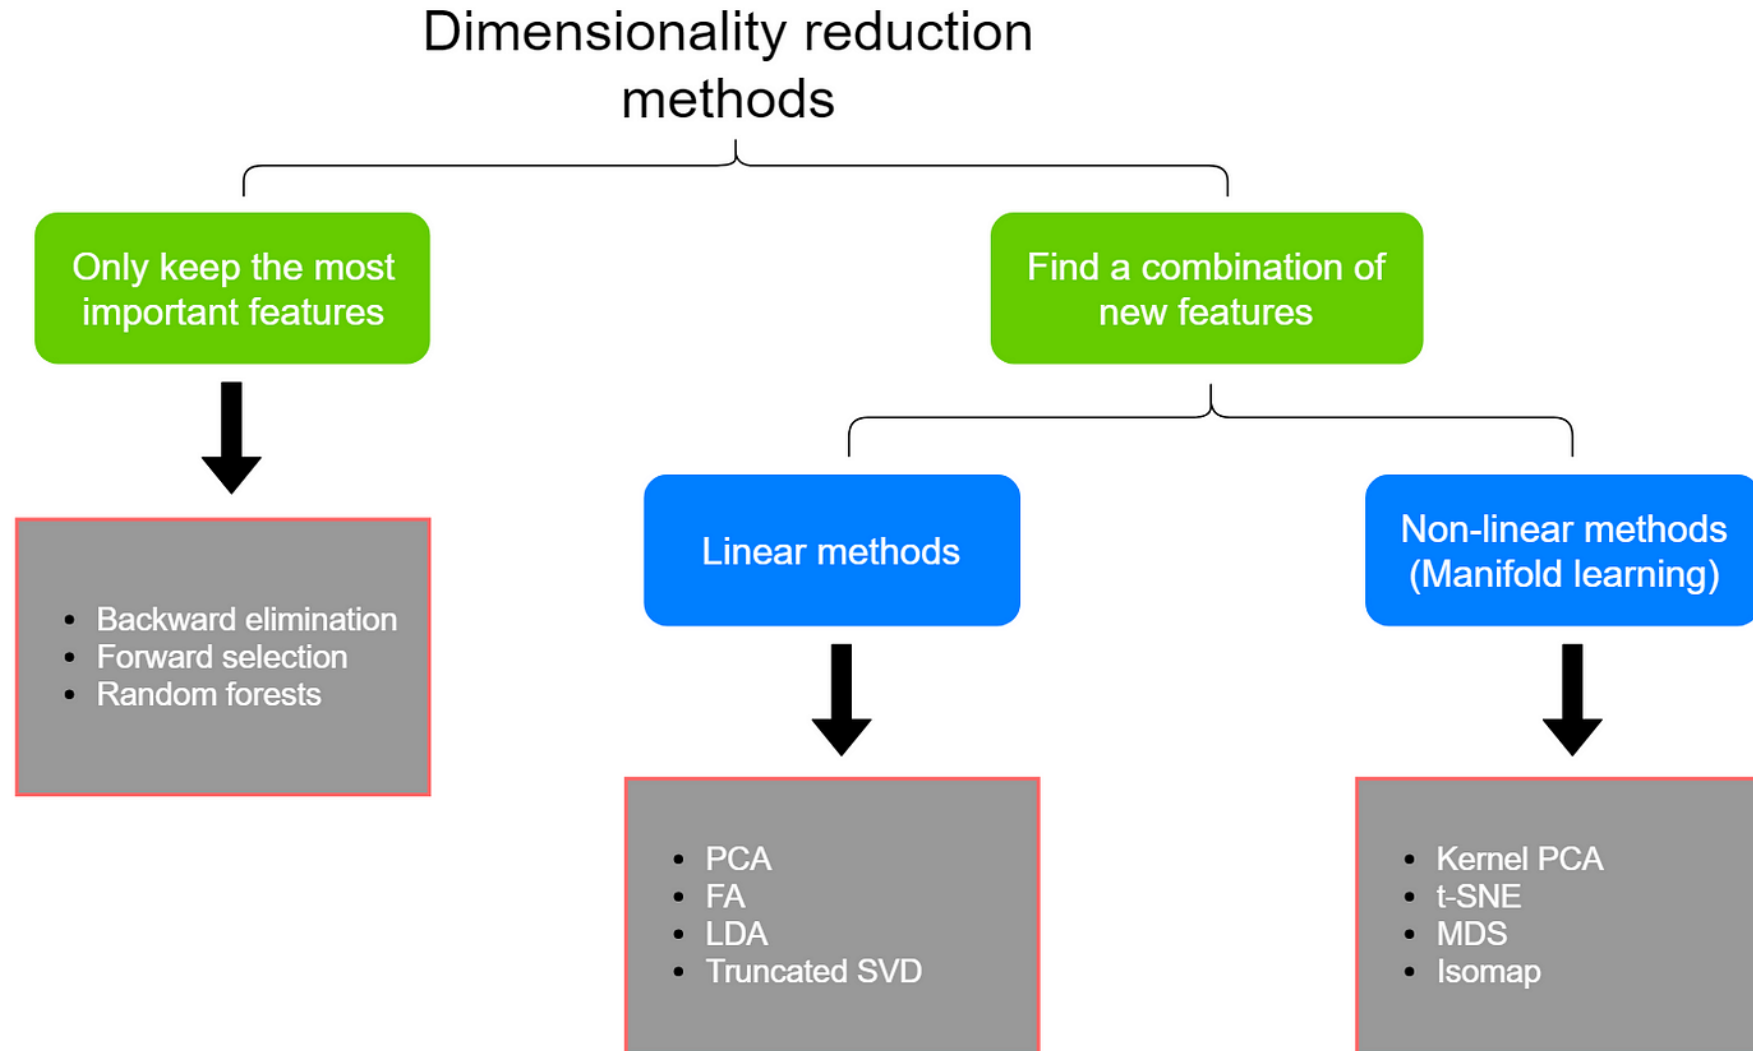 Dimensionality reduction
methods
Only keep the most
important features
Find a combination of
new features
Linear methods
Non-linear methods
(Manifold learning)
• Backward elimination
• Forward selection
• Random forests
• PCA
• FA
• LDA
• Truncated SVD
• Kernel PCA
• t-SNE
• MDS
• Isomap